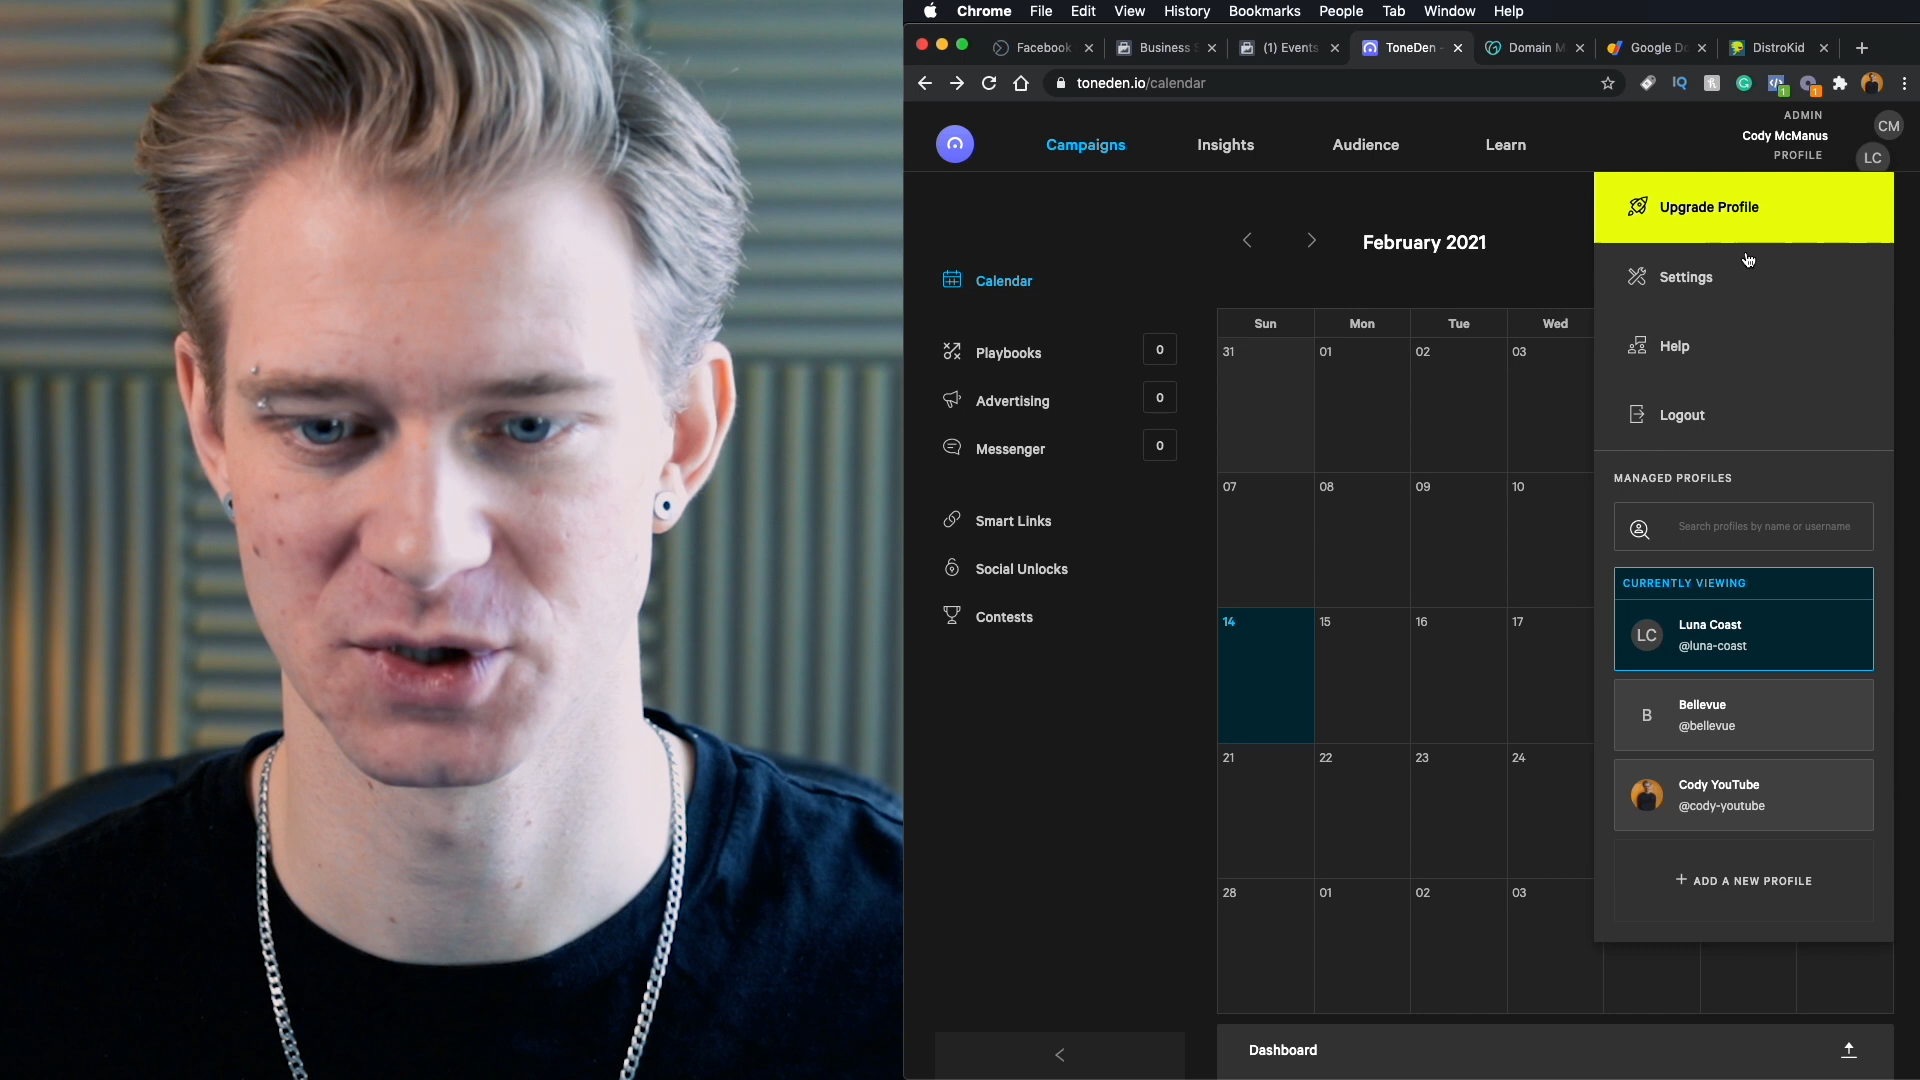 Chrome File Edit View History Bookmarks People Tab Window Help
Facebook
Business S
(1) Events
ToneDen -
Domain M
Google Do
DistroKid
toneden.io/calendar
IQ
1
1
ADMIN
Cody McManus
PROFILE
CM
LC
Campaigns
Insights
Audience
Learn
Upgrade Profile
Settings
Help
Logout
MANAGED PROFILES
Search profiles by name or username
CURRENTLY VIEWING
LC
Luna Coast
@luna-coast
B
Bellevue
@bellevue
Cody YouTube
@cody-youtube
+ ADD A NEW PROFILE
Calendar
Playbooks 0
Advertising 0
Messenger 0
Smart Links
Social Unlocks
Contests
February 2021
Sun Mon Tue Wed
31 01 02 03
07 08 09 10
14 15 16 17
21 22 23 24
28 01 02 03
Dashboard